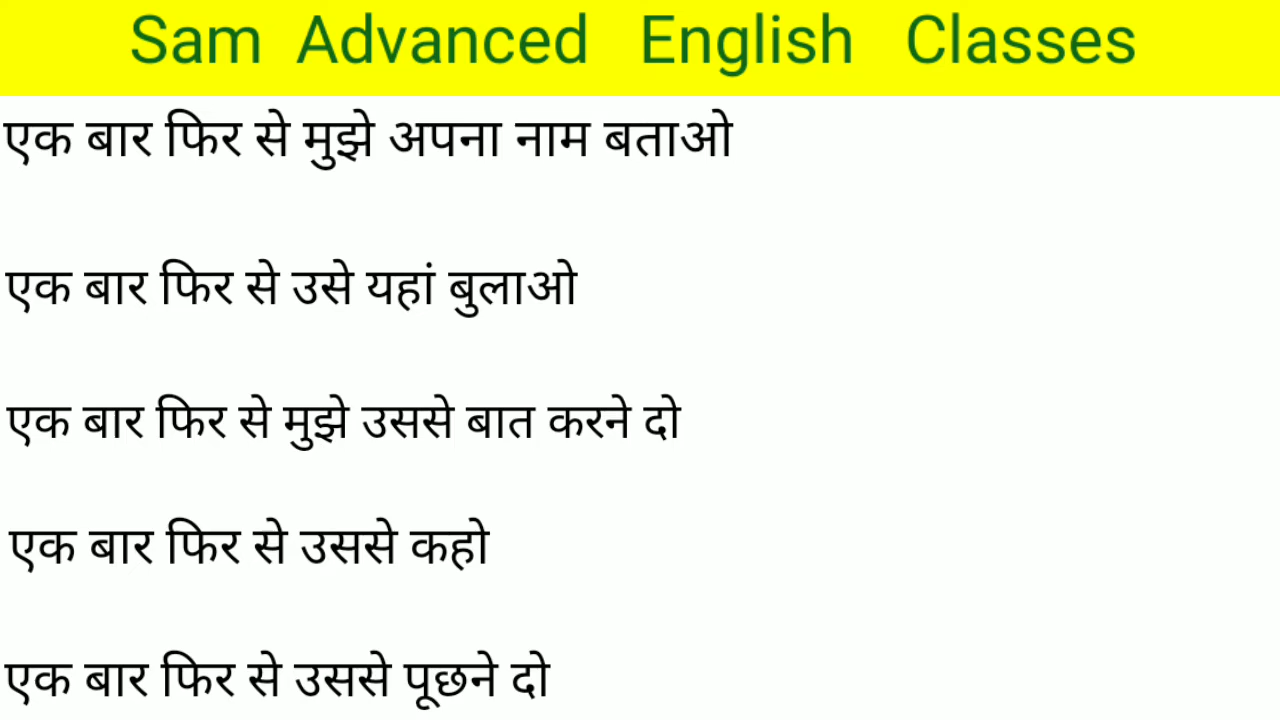 Sam Advanced English Classes
एक बार फिर से मुझे अपना नाम बताओ
एक बार फिर से उसे यहां बुलाओ
एक बार फिर से मुझे उससे बात करने दो
एक बार फिर से उससे कहो
एक बार फिर से उससे पूछने दो